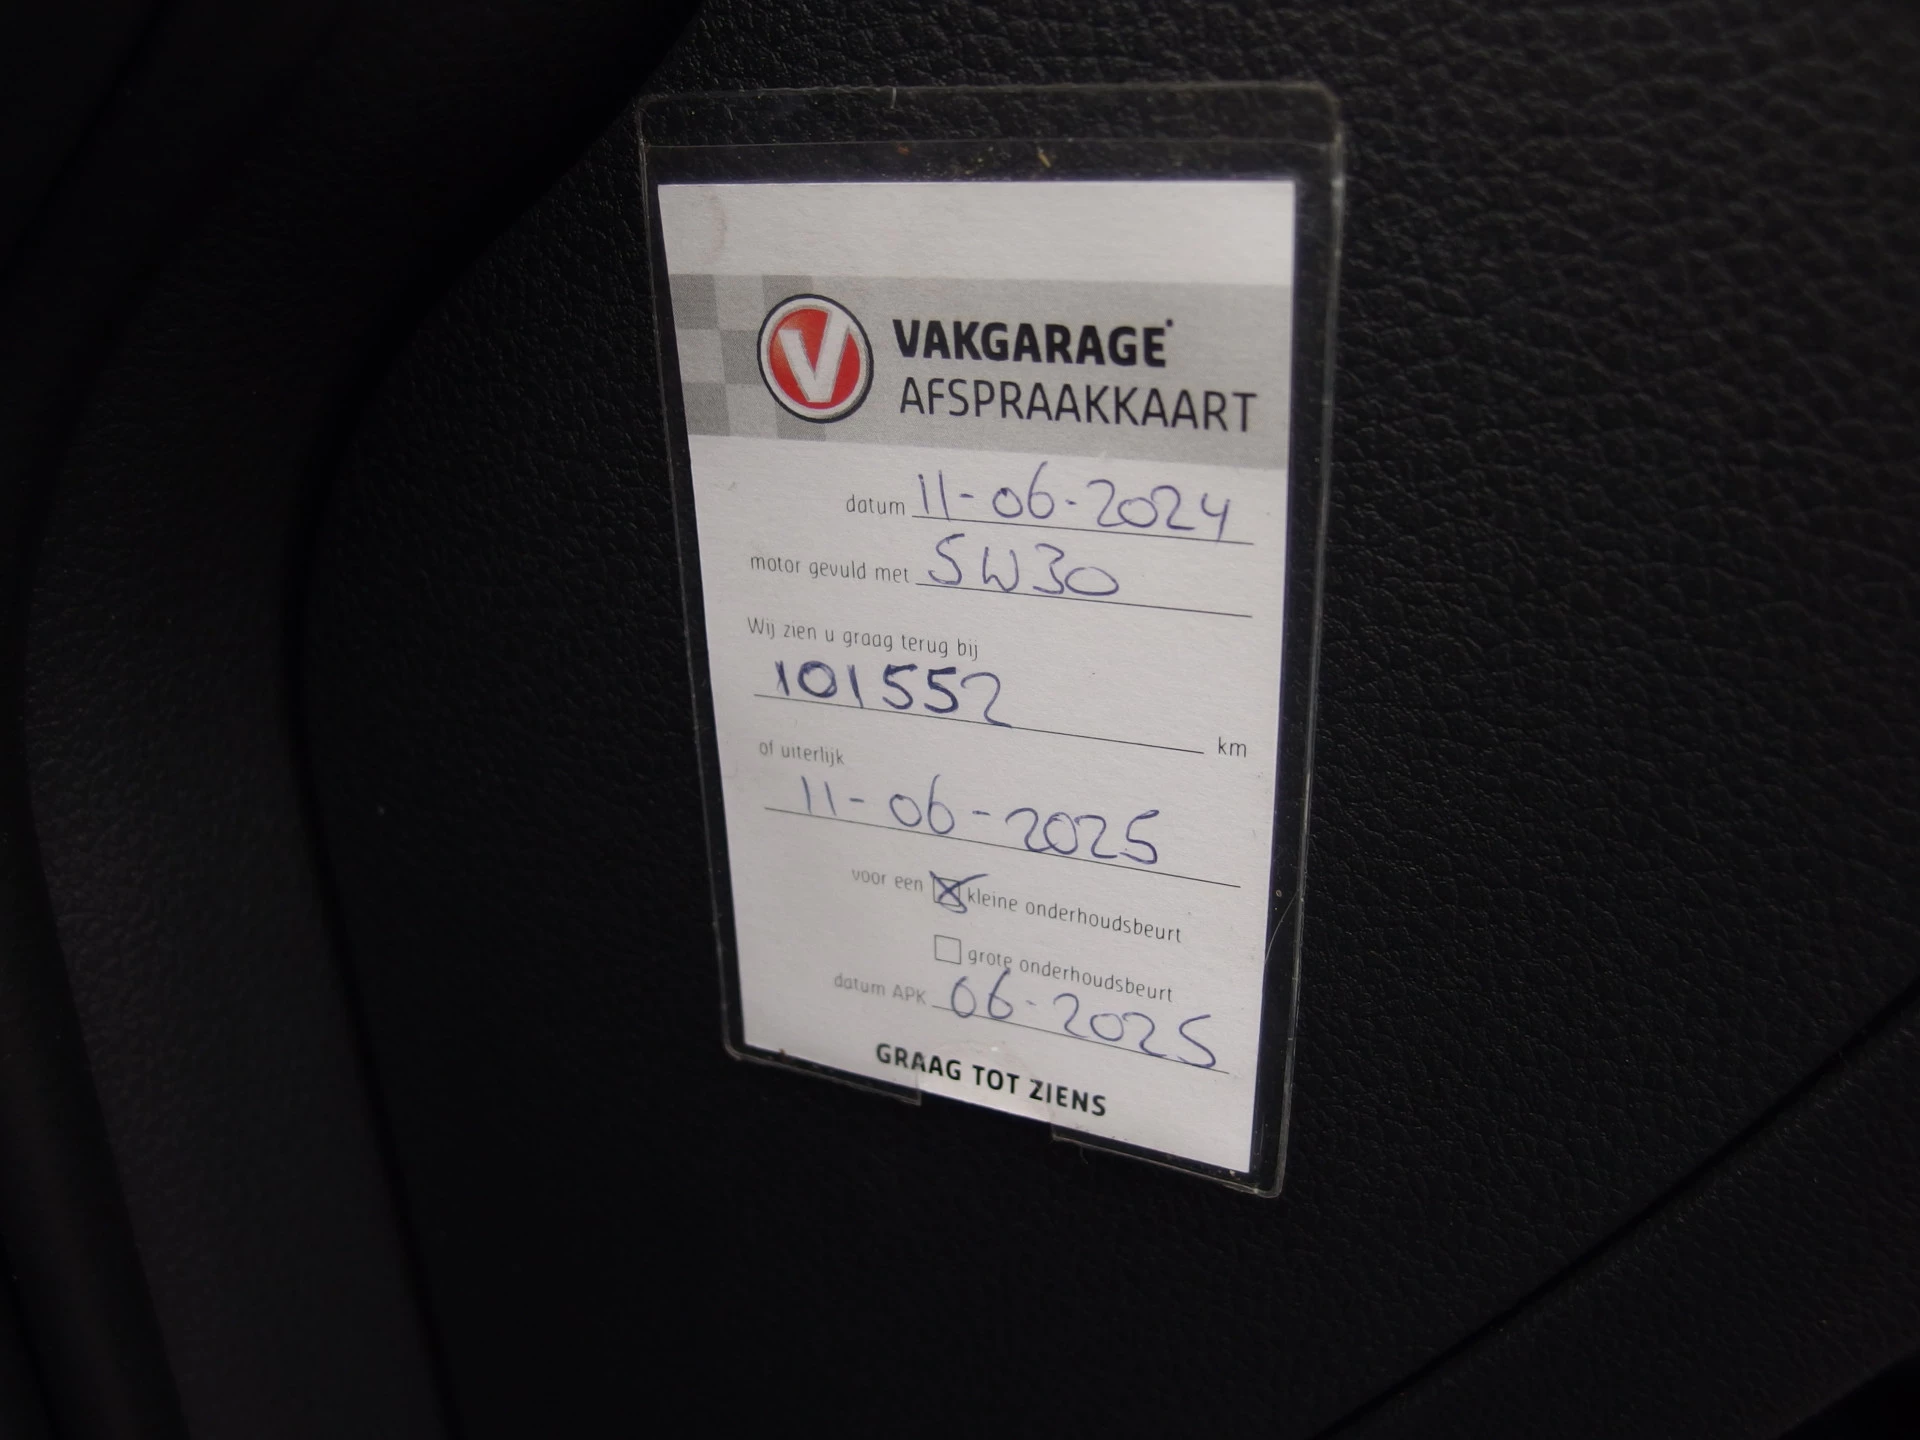 V VAKGARAGE
AFSPRAAKKAART
datum 11-06-2024
motor gevuld met 5W30
Wij zien u graag terug bij
101552 km
of uiterlijk
11-06-2025
voor een kleine onderhoudsbeurt
grote onderhoudsbeurt
datum APK 06-2025
GRAAG TOT ZIENS